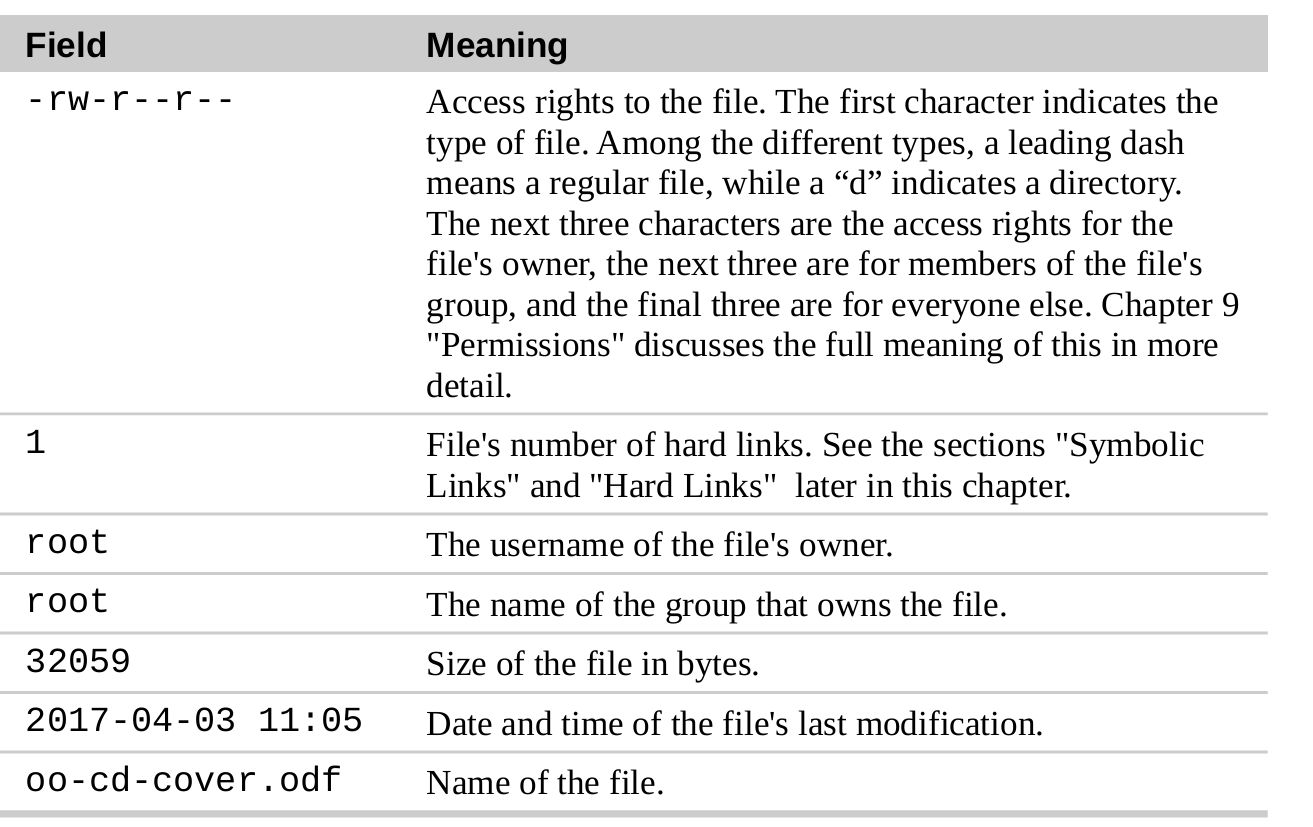 Field Meaning
-rw-r--r-- Access rights to the file. The first character indicates the
type of file. Among the different types, a leading dash
means a regular file, while a “d” indicates a directory.
The next three characters are the access rights for the
file's owner, the next three are for members of the file's
group, and the final three are for everyone else. Chapter 9
"Permissions" discusses the full meaning of this in more
detail.
1 File's number of hard links. See the sections "Symbolic
Links" and "Hard Links"  later in this chapter.
root The username of the file's owner.
root The name of the group that owns the file.
32059 Size of the file in bytes.
2017-04-03 11:05 Date and time of the file's last modification.
oo-cd-cover.odf Name of the file.